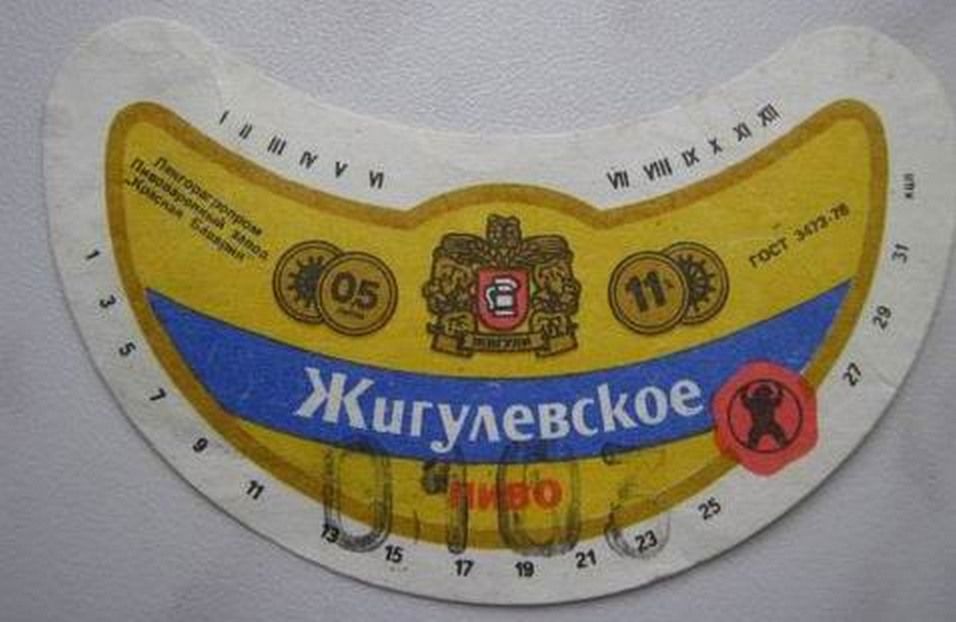 I II III IV V VI
VII VIII IX X XI XII
Ленгорагропром
Пивоваренный завод
"Красная Бавария"
0,5
11%
ГОСТ 3473-78
ЖИГУЛИ
Жигулевское
ПИВО
1 3 5 7 9 11 13 15 17 19 21 23 25 27 29 31